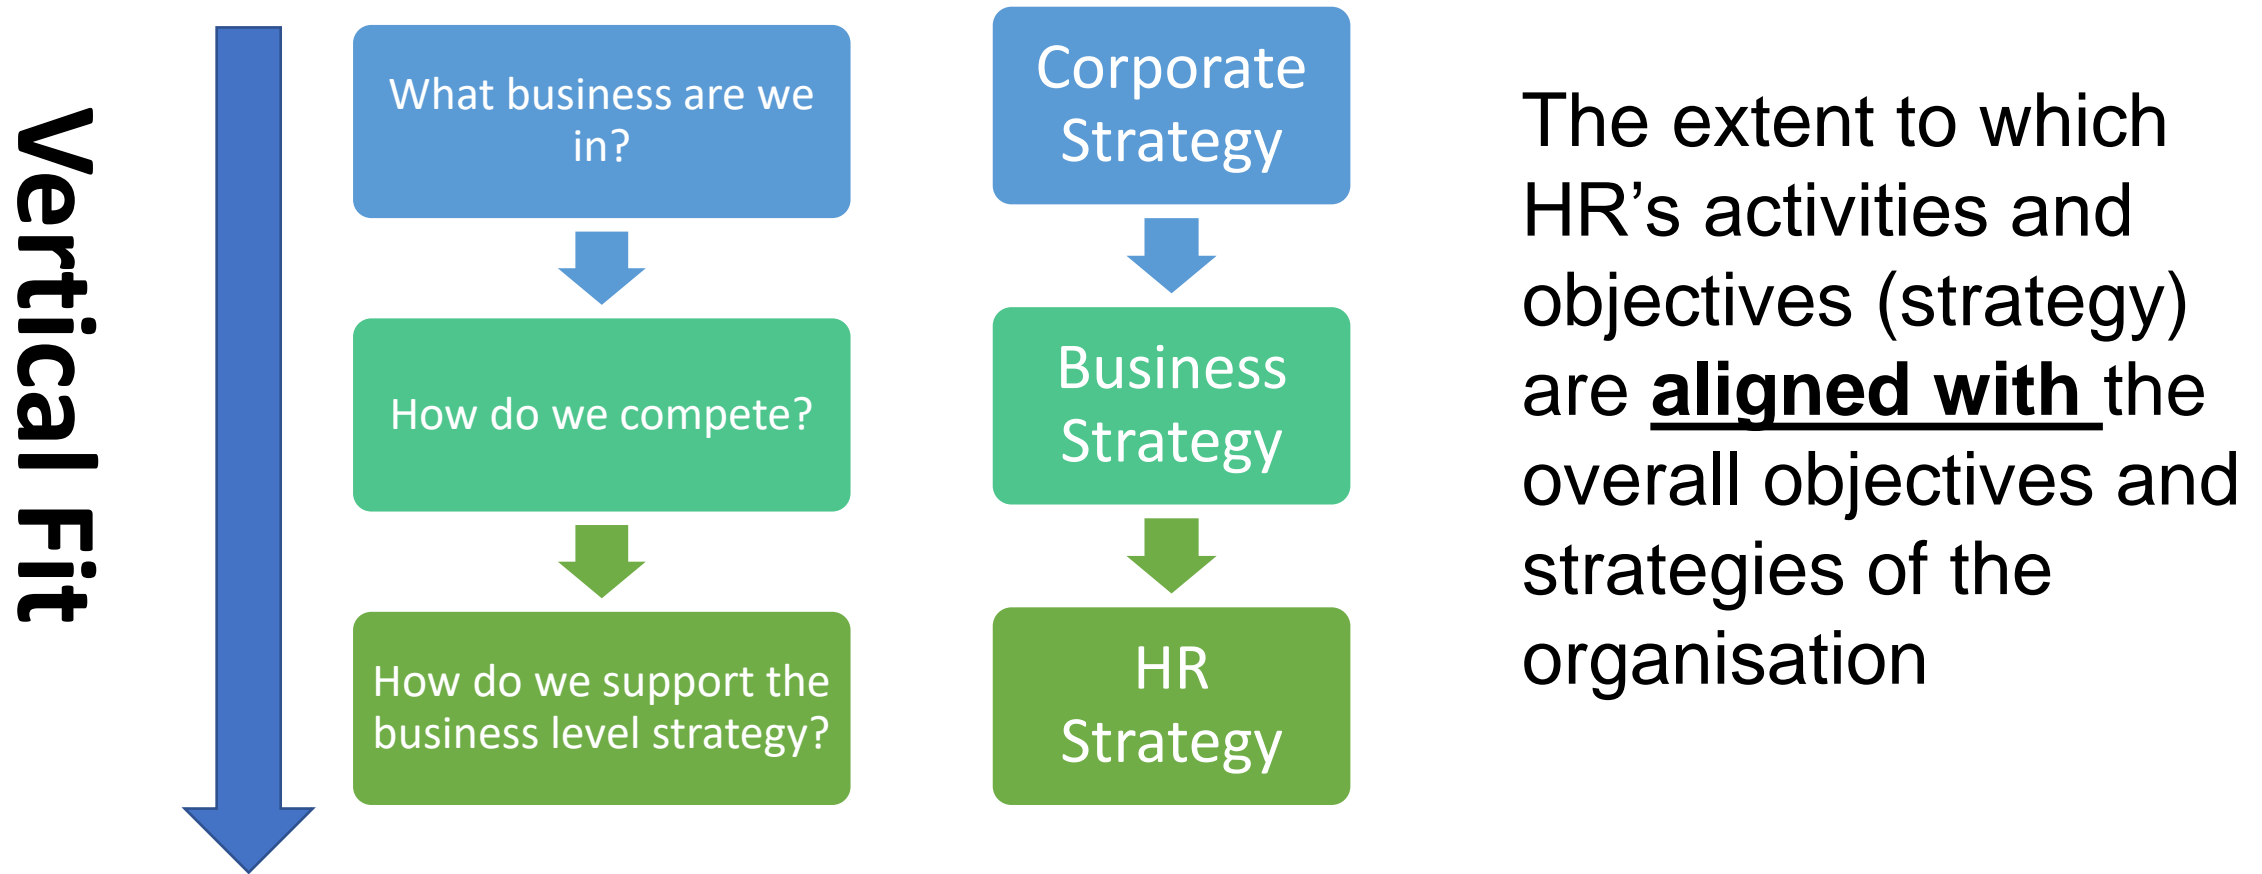 Vertical Fit
What business are we
in?
How do we compete?
How do we support the
business level strategy?
Corporate
Strategy
Business
Strategy
HR
Strategy
The extent to which
HR’s activities and
objectives (strategy)
are aligned with the
overall objectives and
strategies of the
organisation